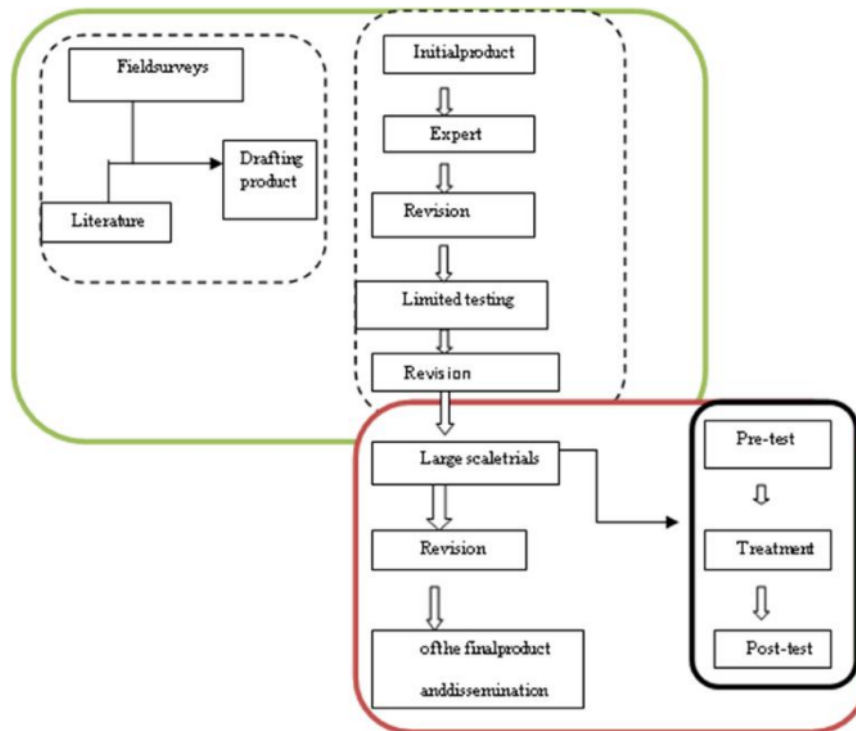 Fieldsurveys
Drafting
product
Literature
Initialproduct
Expert
Revision
Limited testing
Revision
Large scaletrials
Revision
ofthe finalproduct
anddissemination
Pre-test
Treatment
Post-test